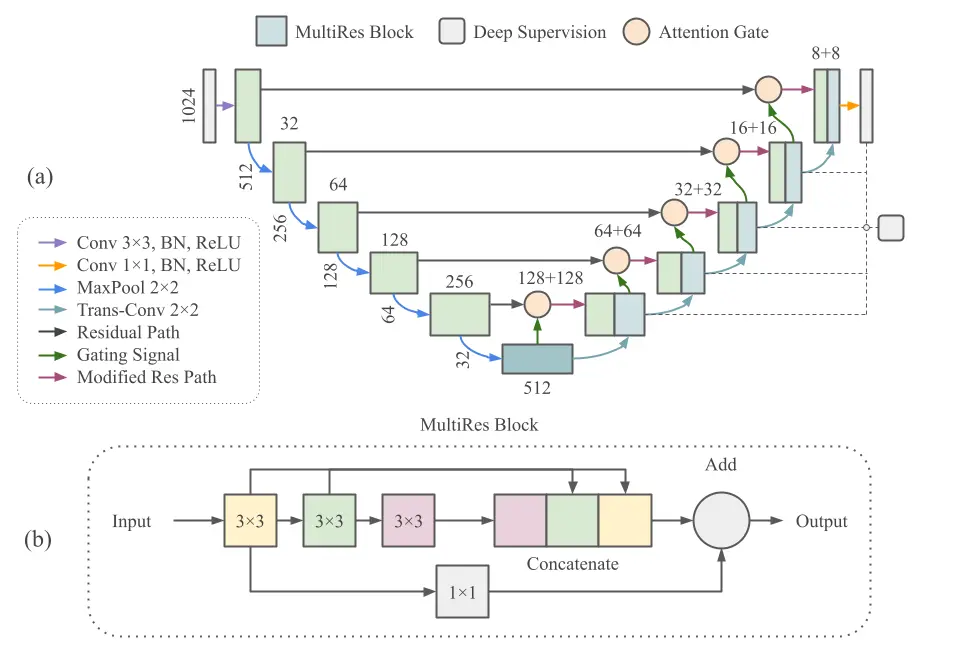 MultiRes Block
Deep Supervision
Attention Gate
8+8
1024
32
16+16
512
(a)
64
32+32
256
128
64+64
128
256
128+128
64
32
512
Conv 3×3, BN, ReLU
Conv 1×1, BN, ReLU
MaxPool 2×2
Trans-Conv 2×2
Residual Path
Gating Signal
Modified Res Path
MultiRes Block
(b)
Add
Input
3×3
3×3
3×3
Output
Concatenate
1×1